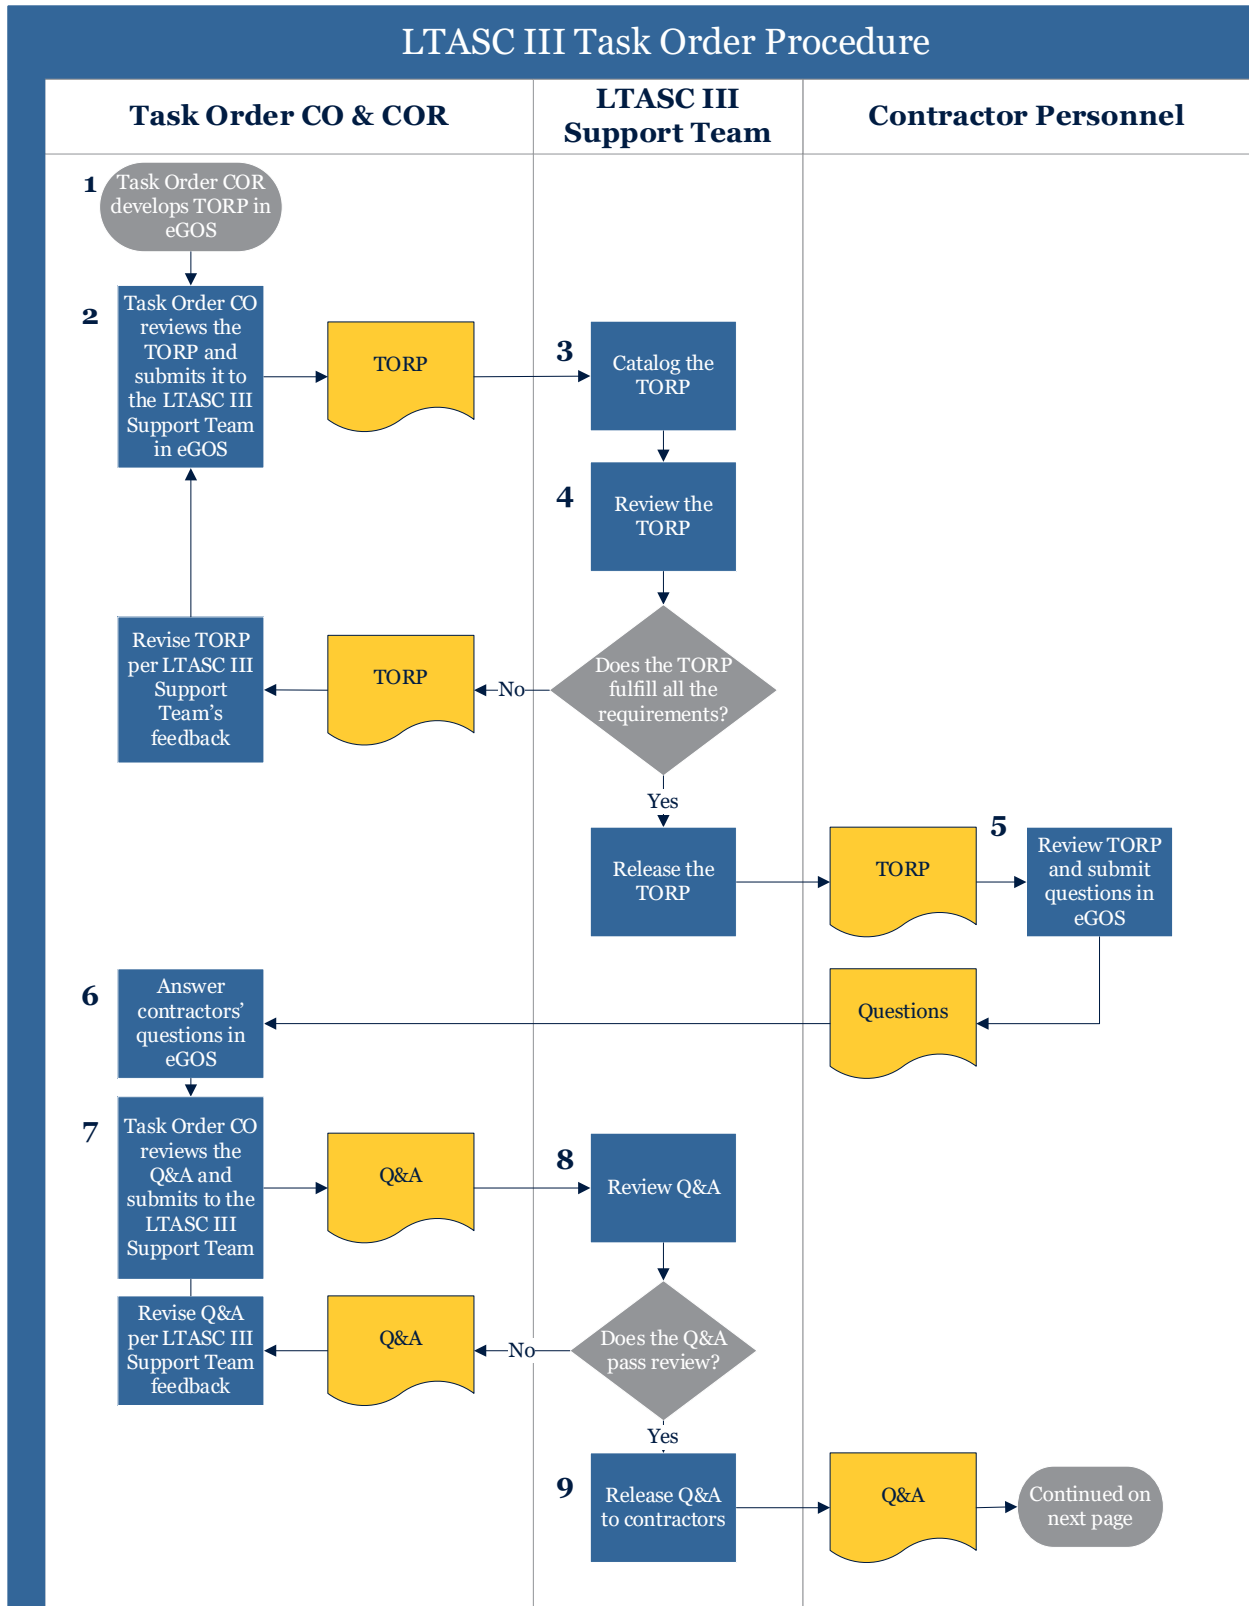 LTASC III Task Order Procedure
Task Order CO & COR
LTASC III
Support Team
Contractor Personnel
1
Task Order COR
develops TORP in
eGOS
2
Task Order CO
reviews the
TORP and
submits it to
the LTASC III
Support Team
in eGOS
TORP
3
Catalog the
TORP
4
Review the
TORP
Does the TORP
fulfill all the
requirements?
No
TORP
Revise TORP
per LTASC III
Support
Team's
feedback
Yes
Release the
TORP
TORP
5
Review TORP
and submit
questions in
eGOS
Questions
6
Answer
contractors'
questions in
eGOS
7
Task Order CO
reviews the
Q&A and
submits to the
LTASC III
Support Team
Q&A
8
Review Q&A
Does the Q&A
pass review?
No
Q&A
Revise Q&A
per LTASC III
Support Team
feedback
Yes
9
Release Q&A
to contractors
Q&A
Continued on
next page